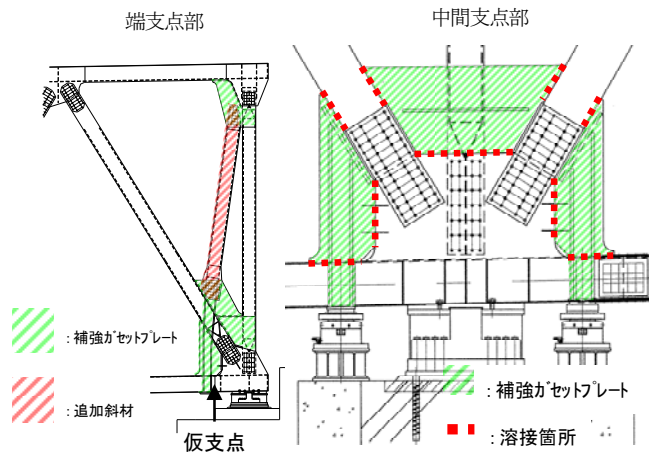 端支点部
中間支点部
：補強ｶﾞｾｯﾄﾌﾟﾚｰﾄ
：追加斜材
仮支点
：補強ｶﾞｾｯﾄﾌﾟﾚｰﾄ
：溶接箇所